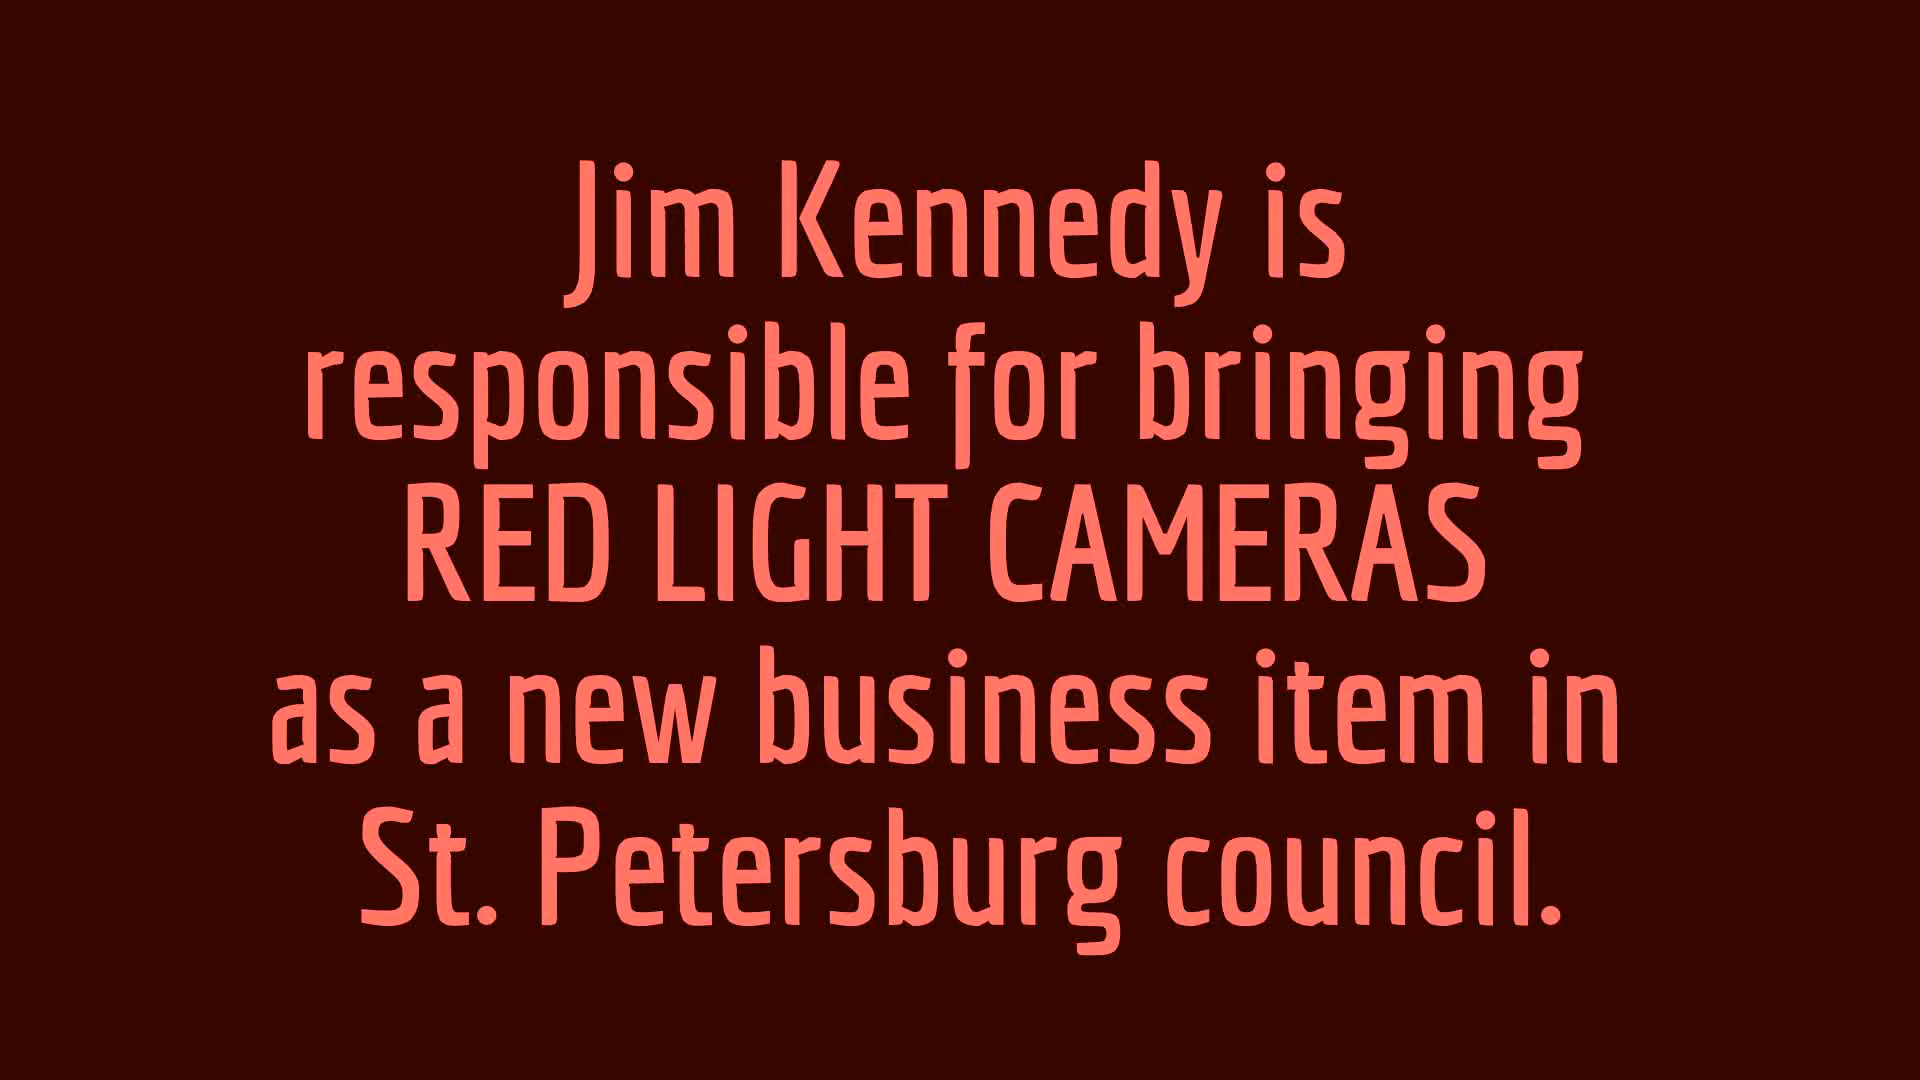 Jim Kennedy is
responsible for bringing
RED LIGHT CAMERAS
as a new business item in
St. Petersburg council.